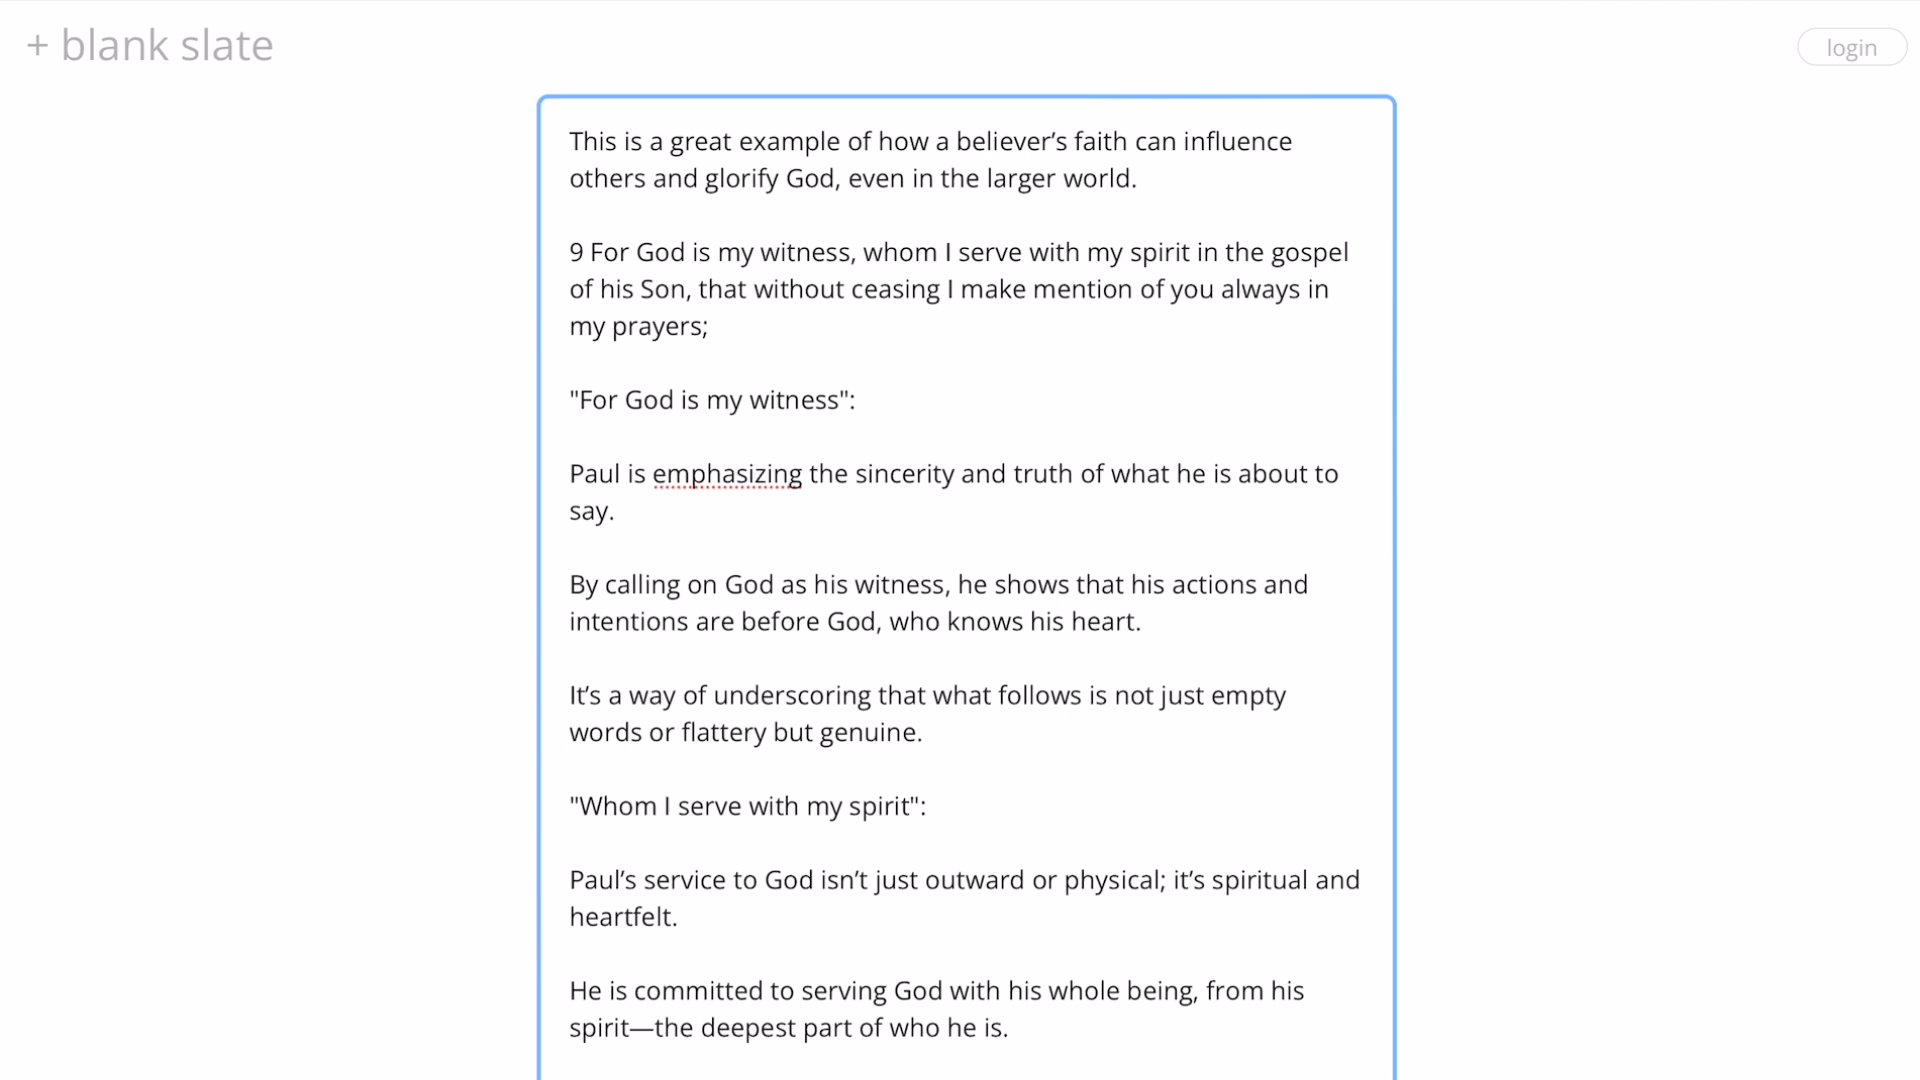 + blank slate
login
This is a great example of how a believer’s faith can influence
others and glorify God, even in the larger world.
9 For God is my witness, whom I serve with my spirit in the gospel
of his Son, that without ceasing I make mention of you always in
my prayers;
"For God is my witness":
Paul is emphasizing the sincerity and truth of what he is about to
say.
By calling on God as his witness, he shows that his actions and
intentions are before God, who knows his heart.
It’s a way of underscoring that what follows is not just empty
words or flattery but genuine.
"Whom I serve with my spirit":
Paul’s service to God isn’t just outward or physical; it’s spiritual and
heartfelt.
He is committed to serving God with his whole being, from his
spirit—the deepest part of who he is.